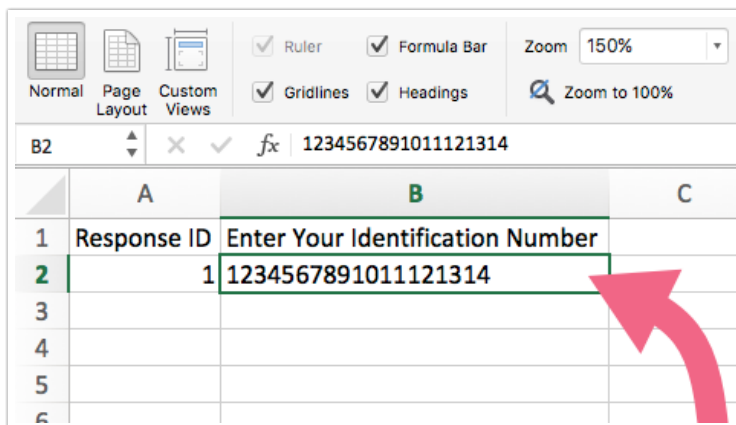 Ruler Formula Bar Zoom 150%
Normal Page Layout Custom Views Gridlines Headings Zoom to 100%
B2 fx 1234567891011121314
A B C
1 Response ID Enter Your Identification Number
2 1 1234567891011121314
3
4
5
6